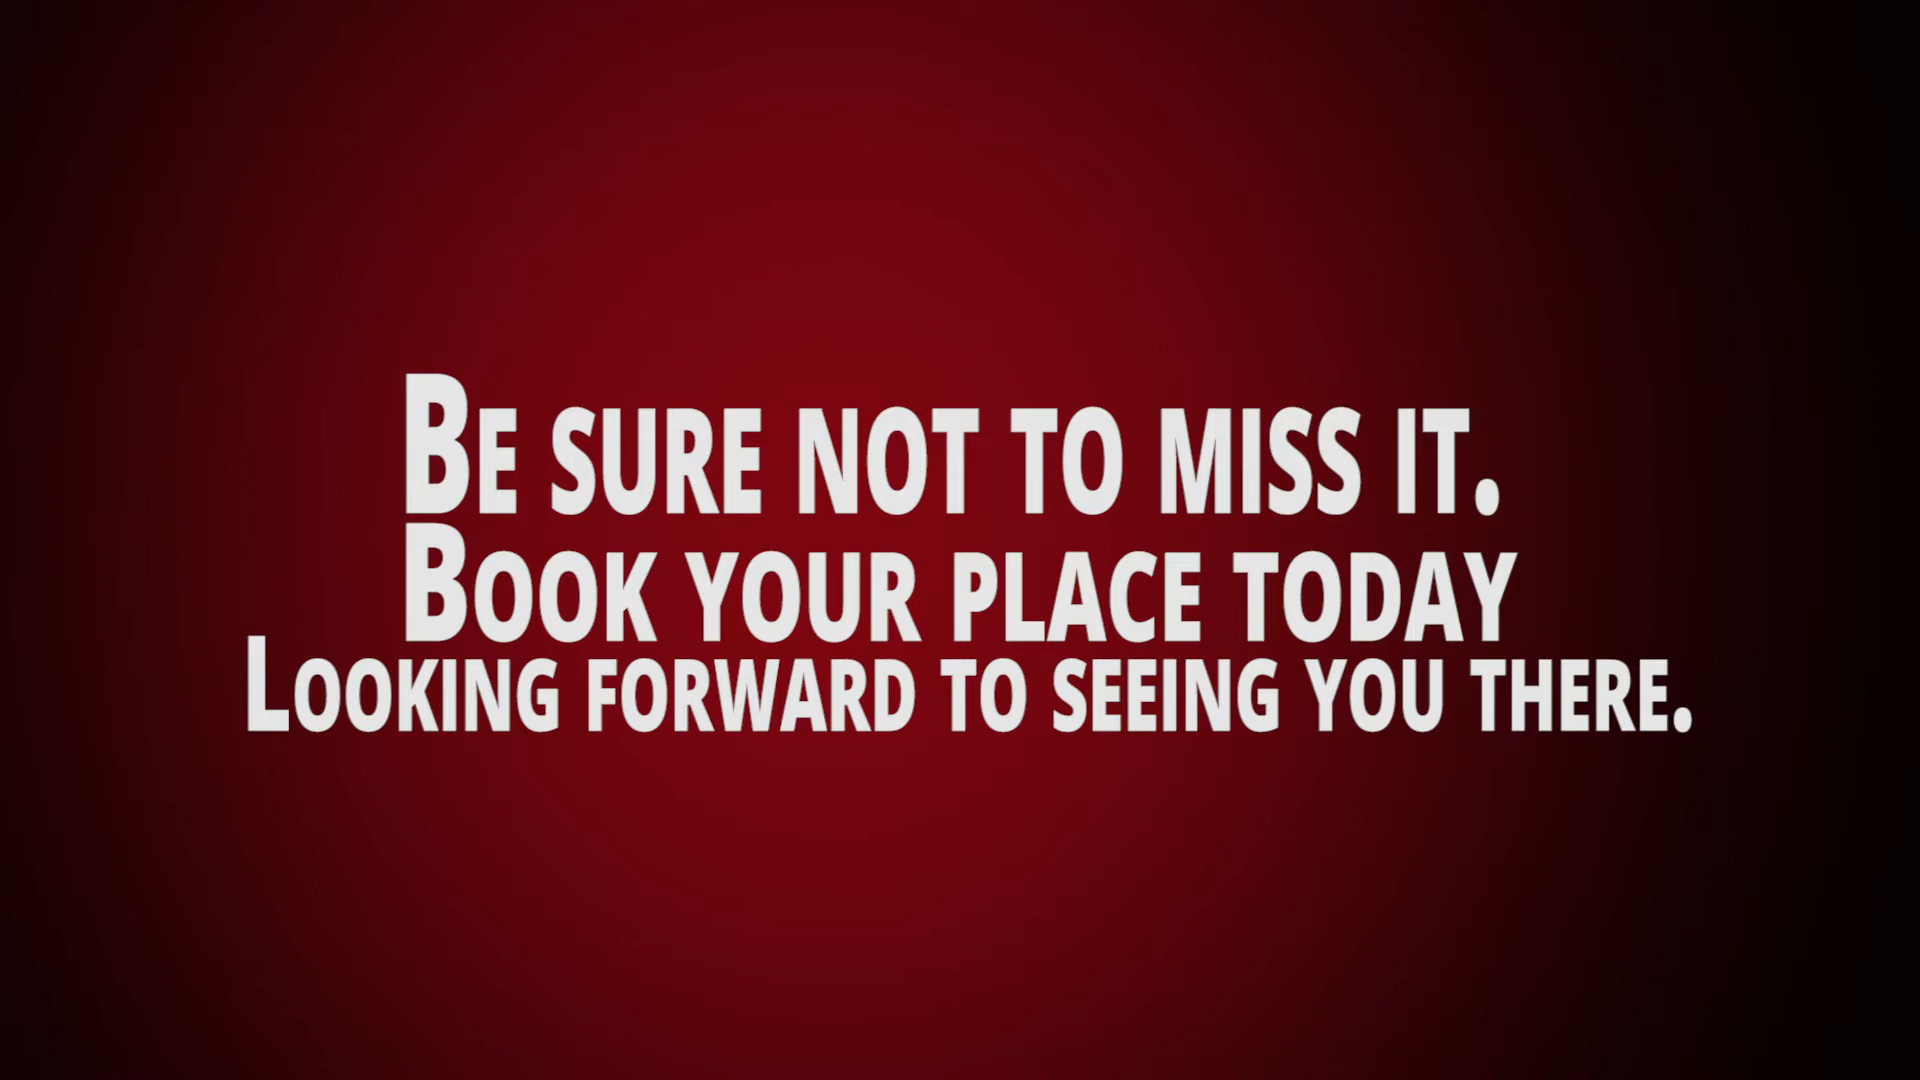 Be sure not to miss it.
Book your place today
Looking forward to seeing you there.